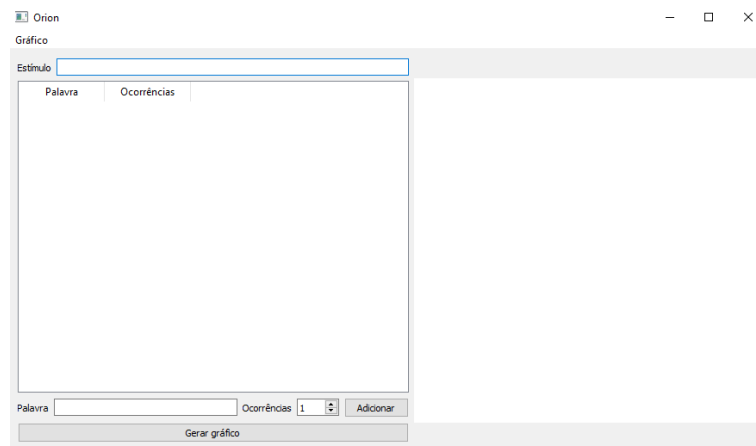 Orion
Gráfico
Estímulo
Palavra Ocorrências
Palavra Ocorrências 1 Adicionar
Gerar gráfico